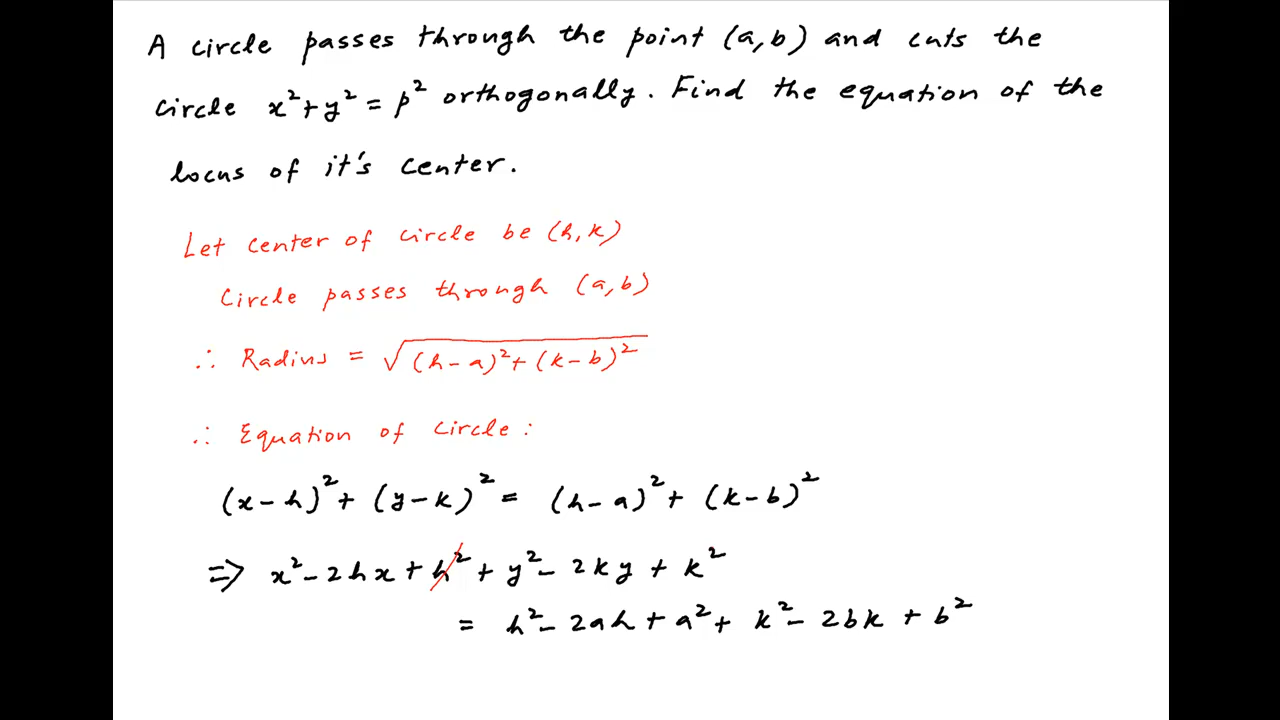 A circle passes through the point (a, b) and cuts the
circle x² + y² = p² orthogonally. Find the equation of the
locus of it's center.
Let center of circle be (h, k)
Circle passes through (a, b)
∴ Radius = √((h - a)² + (k - b)²)
∴ Equation of circle :
(x - h)² + (y - k)² = (h - a)² + (k - b)²
⇒ x² - 2hx + h² + y² - 2ky + k²
= h² - 2ah + a² + k² - 2bk + b²